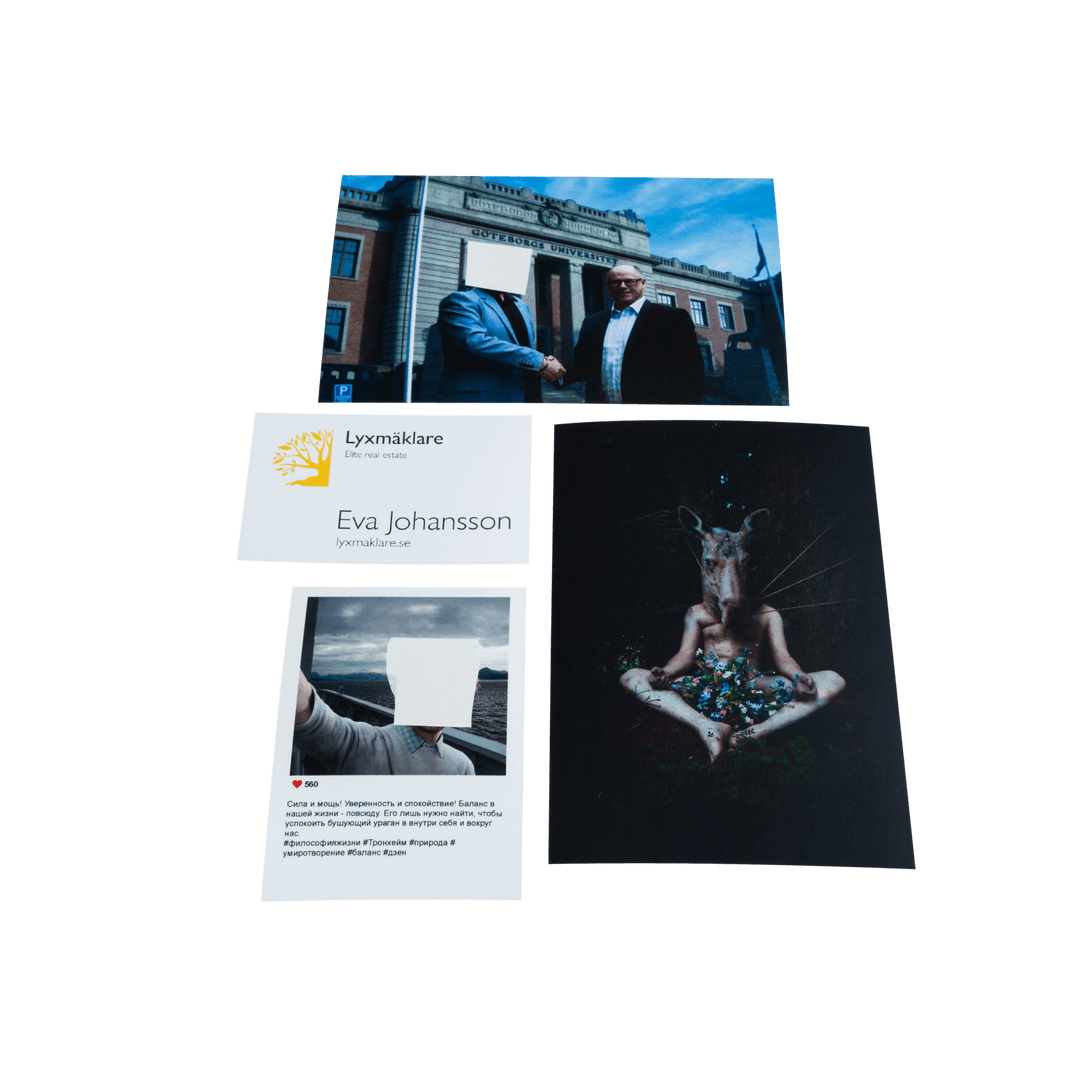 GÖTEBORGS UNIVERSITET
P
Lyxmäklare
Elite real estate
Eva Johansson
lyxmaklare.se
560
Сила и мощь! Уверенность и спокойствие! Баланс в
нашей жизни - повсюду. Его лишь нужно найти, чтобы
успокоить бушующий ураган в внутри себя и вокруг
нас.
#философияжизни #Тронхейм #природа #
умиротворение #баланс #дзен